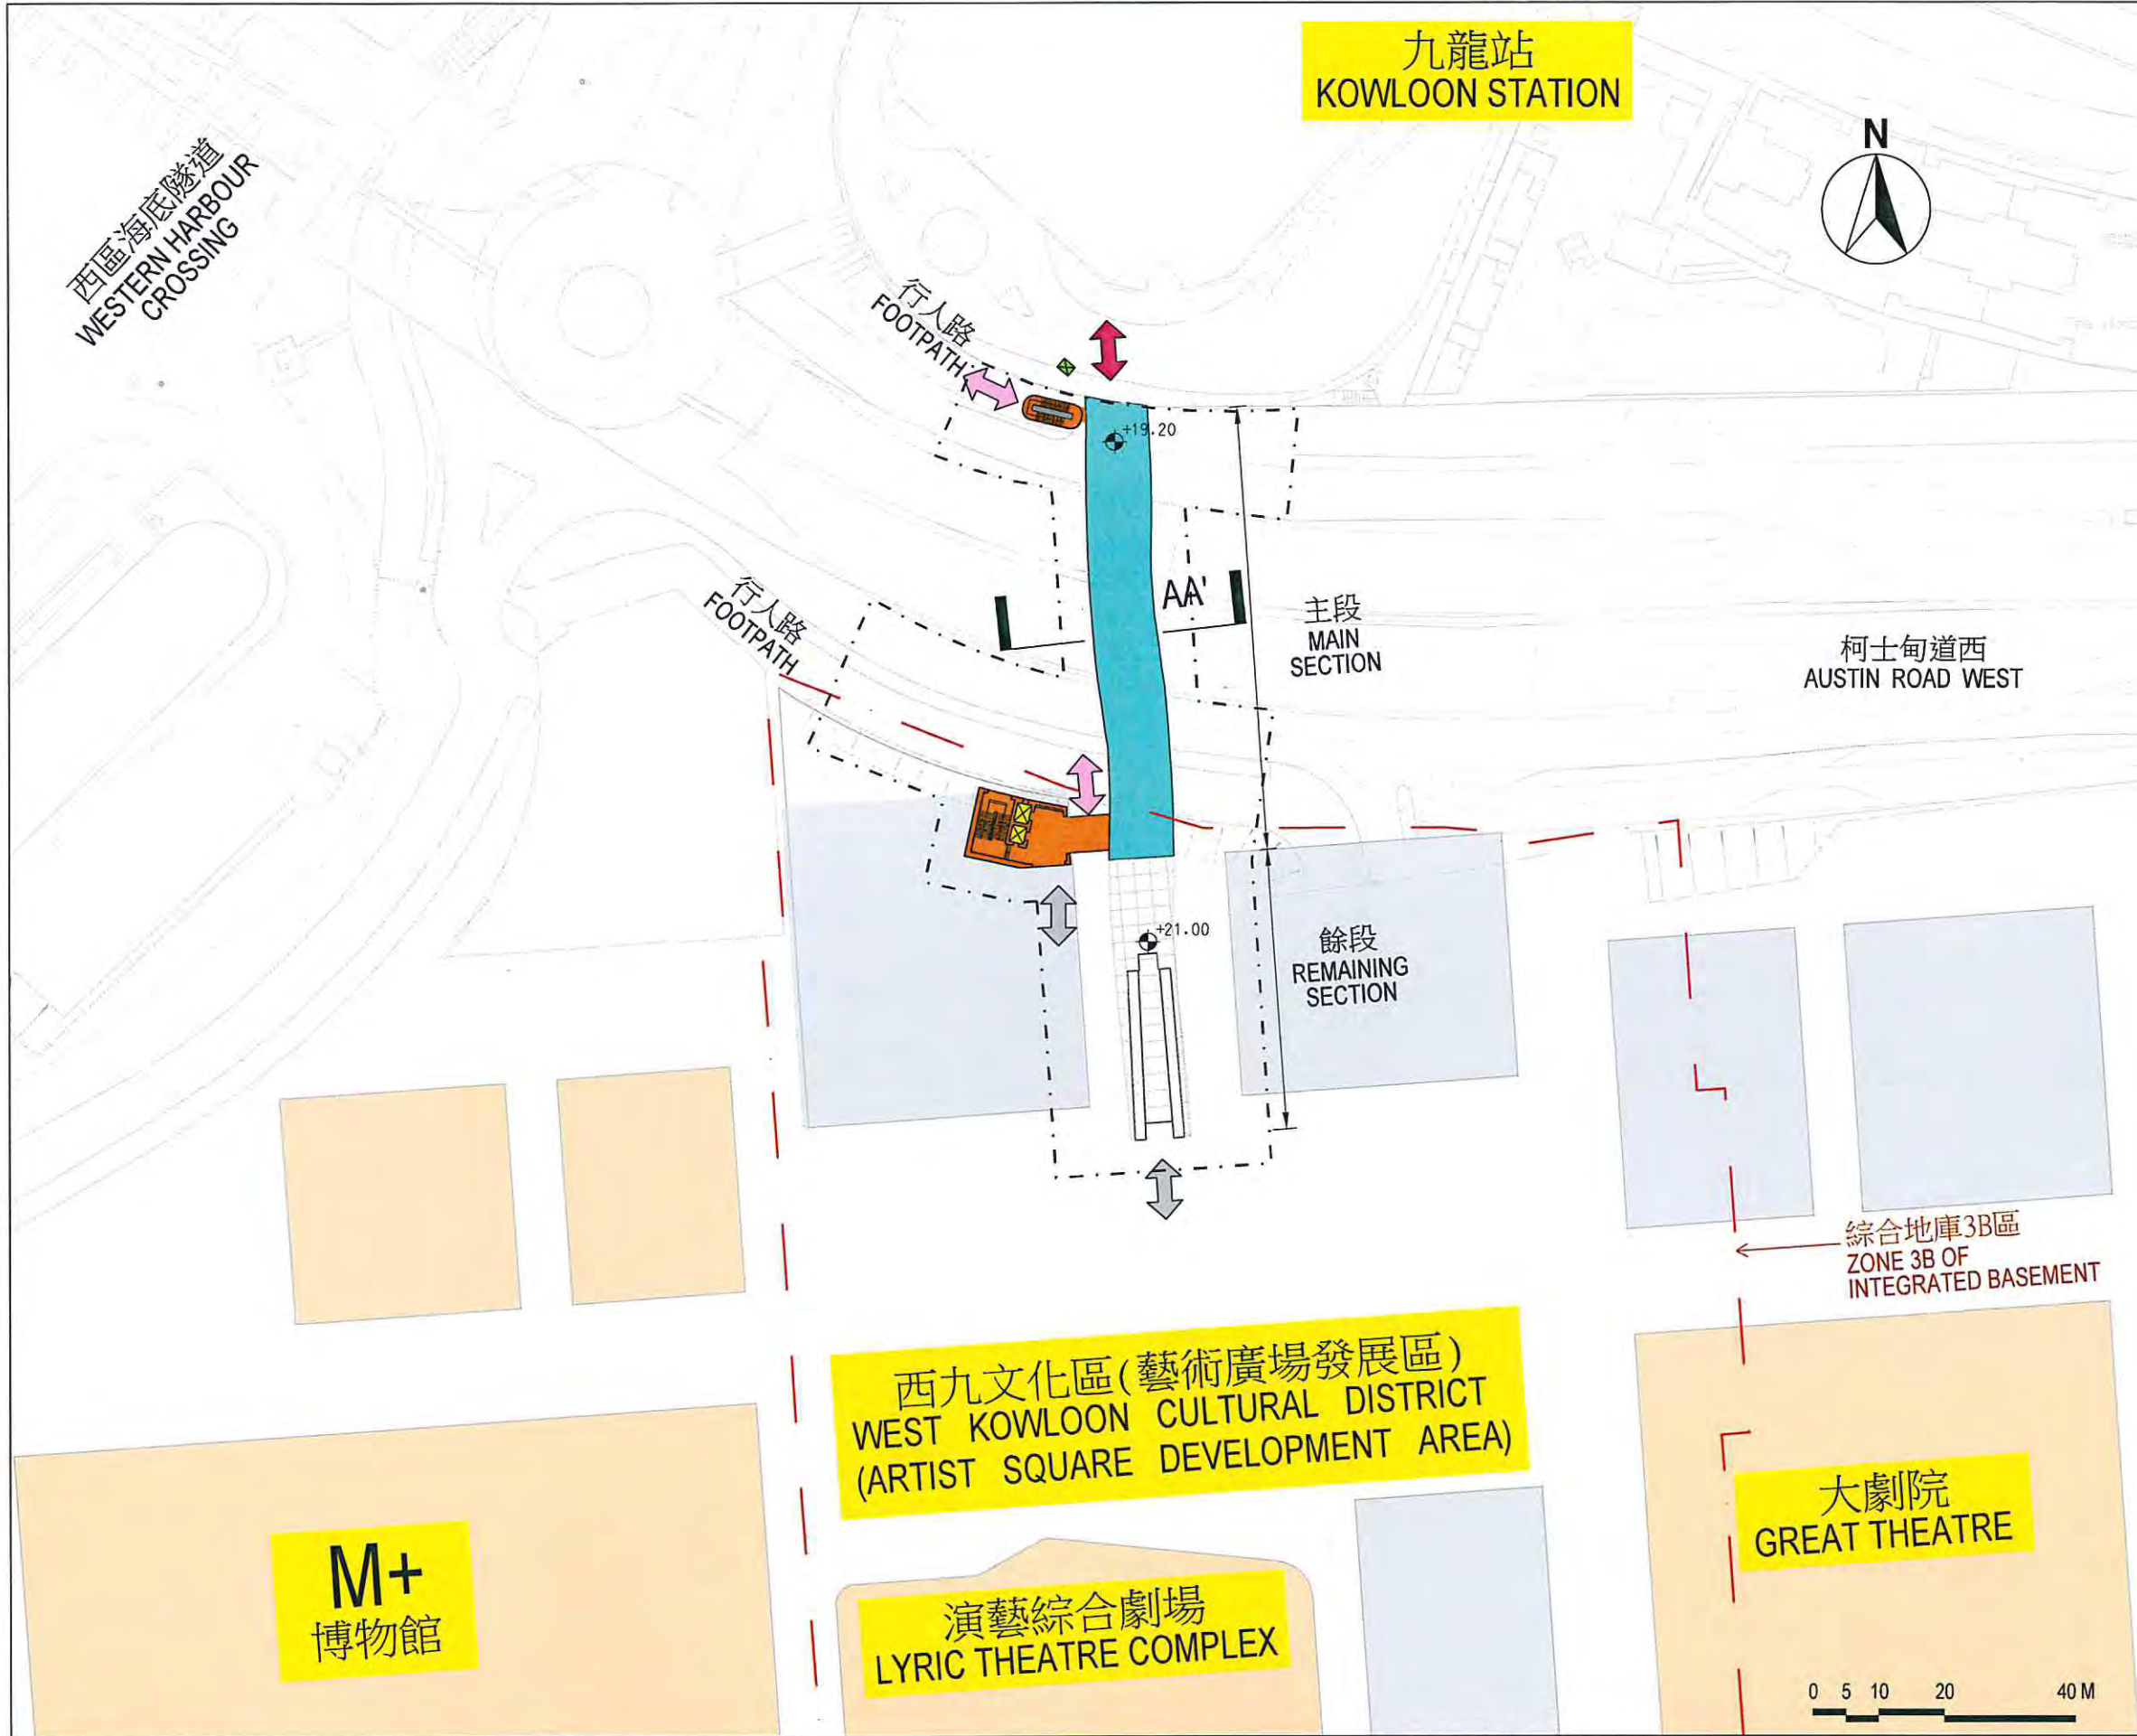 九龍站
KOWLOON STATION
N
西區海底隧道
WESTERN HARBOUR
CROSSING
行人路
FOOTPATH
+19.20
AA'
主段
MAIN
SECTION
行人路
FOOTPATH
柯士甸道西
AUSTIN ROAD WEST
+21.00
餘段
REMAINING
SECTION
綜合地庫3B區
ZONE 3B OF
INTEGRATED BASEMENT
西九文化區(藝術廣場發展區)
WEST KOWLOON CULTURAL DISTRICT
(ARTIST SQUARE DEVELOPMENT AREA)
大劇院
GREAT THEATRE
M+
博物館
演藝綜合劇場
LYRIC THEATRE COMPLEX
0 5 10 20 40 M